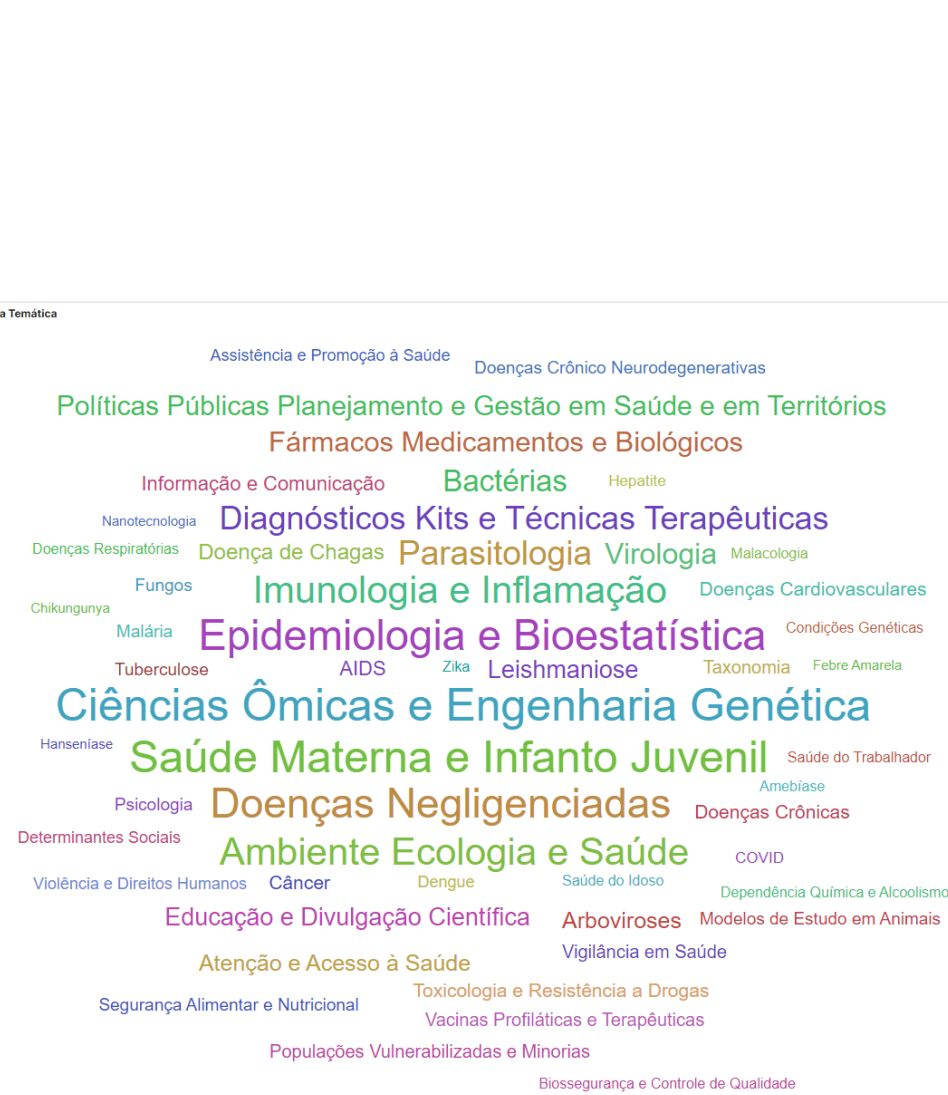 a Temática
Assistência e Promoção à Saúde
Doenças Crônico Neurodegenerativas
Políticas Públicas Planejamento e Gestão em Saúde e em Territórios
Fármacos Medicamentos e Biológicos
Informação e Comunicação
Bactérias
Hepatite
Nanotecnologia
Diagnósticos Kits e Técnicas Terapêuticas
Doenças Respiratórias
Doença de Chagas
Parasitologia
Virologia
Malacologia
Fungos
Imunologia e Inflamação
Doenças Cardiovasculares
Chikungunya
Malária
Epidemiologia e Bioestatística
Condições Genéticas
Tuberculose
AIDS
Zika
Leishmaniose
Taxonomia
Febre Amarela
Ciências Ômicas e Engenharia Genética
Hanseníase
Saúde Materna e Infanto Juvenil
Saúde do Trabalhador
Amebíase
Psicologia
Doenças Negligenciadas
Doenças Crônicas
Determinantes Sociais
Ambiente Ecologia e Saúde
COVID
Violência e Direitos Humanos
Câncer
Dengue
Saúde do Idoso
Dependência Química e Alcoolismo
Educação e Divulgação Científica
Arboviroses
Modelos de Estudo em Animais
Vigilância em Saúde
Atenção e Acesso à Saúde
Toxicologia e Resistência a Drogas
Segurança Alimentar e Nutricional
Vacinas Profiláticas e Terapêuticas
Populações Vulnerabilizadas e Minorias
Biossegurança e Controle de Qualidade